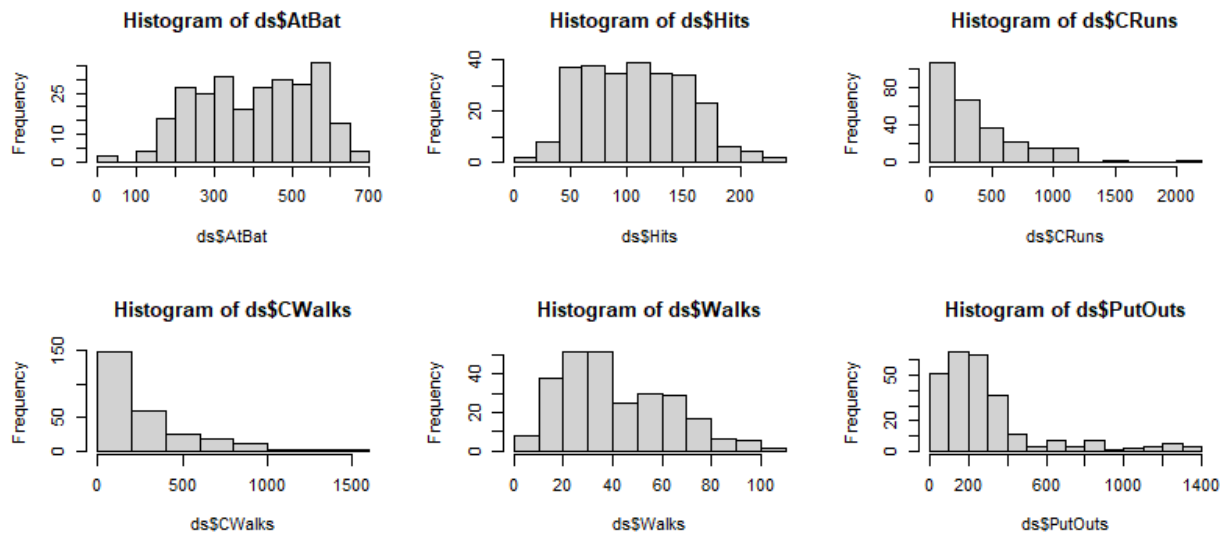 Histogram of ds$AtBat
Frequency
0 10 25
0 100 300 500 700
ds$AtBat
Histogram of ds$Hits
Frequency
0 20 40
0 50 100 150 200
ds$Hits
Histogram of ds$CRuns
Frequency
0 40 80
0 500 1000 1500 2000
ds$CRuns
Histogram of ds$CWalks
Frequency
0 50 150
0 500 1000 1500
ds$CWalks
Histogram of ds$Walks
Frequency
0 20 40
0 20 40 60 80 100
ds$Walks
Histogram of ds$PutOuts
Frequency
0 20 50
0 200 600 1000 1400
ds$PutOuts